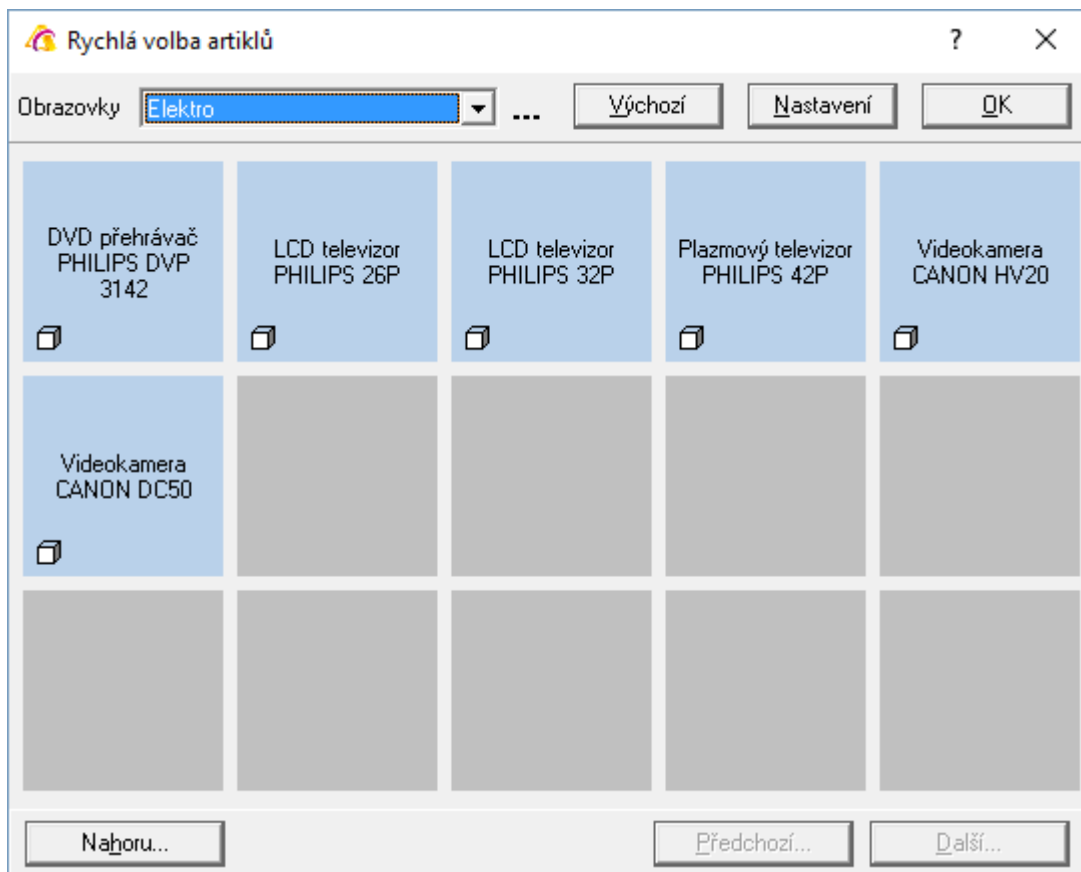 Rychlá volba artiklů
?
Obrazovky
Elektro
...
Výchozí
Nastavení
OK
DVD přehrávač
PHILIPS DVP
3142
LCD televizor
PHILIPS 26P
LCD televizor
PHILIPS 32P
Plazmový televizor
PHILIPS 42P
Videokamera
CANON HV20
Videokamera
CANON DC50
Nahoru...
Předchozí...
Další...